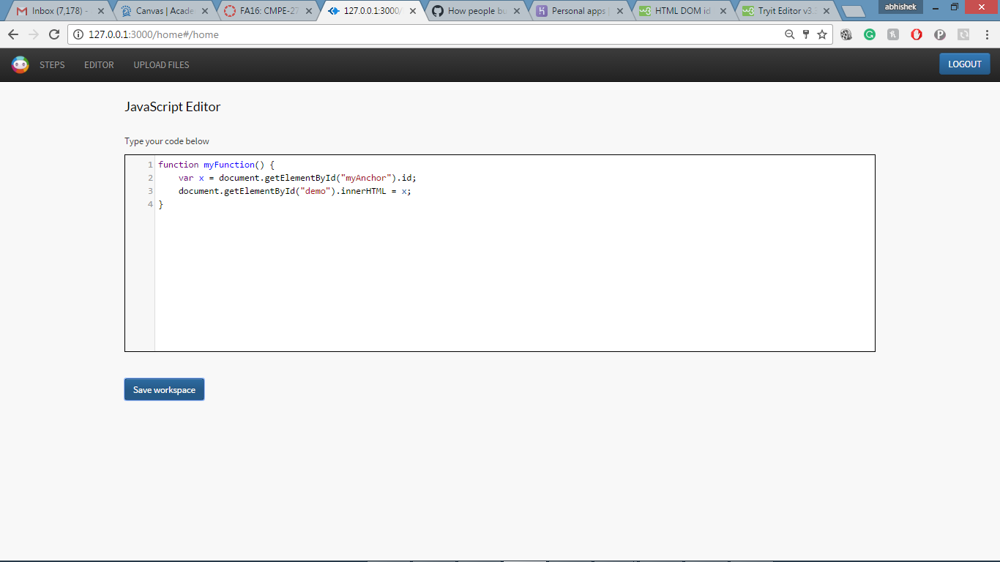 Inbox (7,178) -
Canvas | Acade
FA16: CMPE-27
127.0.0.1:3000/
How people bu
Personal apps |
HTML DOM id
Tryit Editor v3.
abhishek
127.0.0.1:3000/home#/home
STEPS
EDITOR
UPLOAD FILES
LOGOUT
JavaScript Editor
Type your code below
1 function myFunction() {
2     var x = document.getElementById("myAnchor").id;
3     document.getElementById("demo").innerHTML = x;
4 }
Save workspace